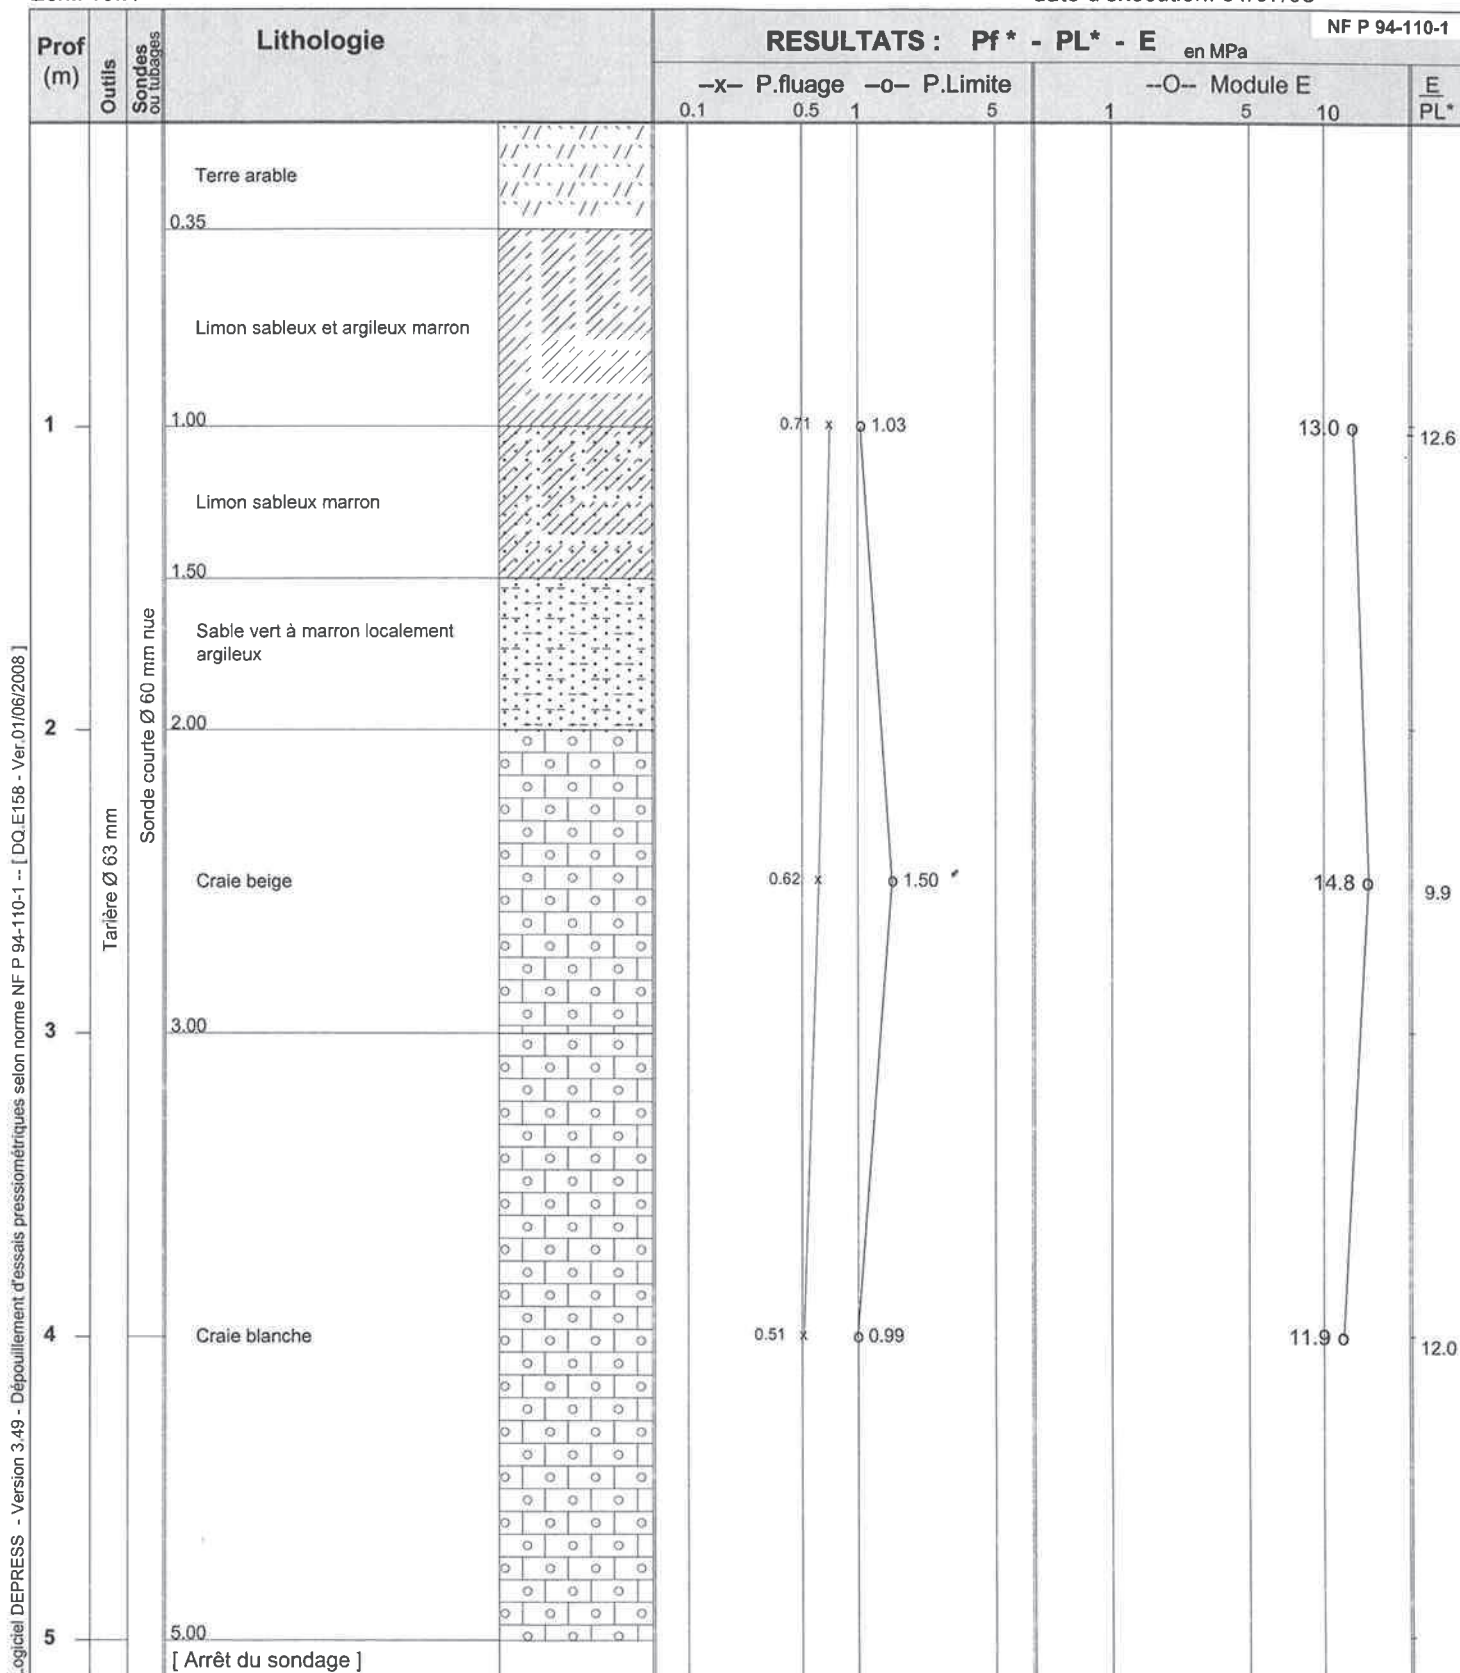 NF P 94-110-1
Prof
(m)
Outils
Sondes
ou tubages
Lithologie
RESULTATS : Pf * - PL* - E en MPa
–x– P.fluage –o– P.Limite
--O-- Module E
E
PL*
0.1 0.5 1 5 1 5 10
Terre arable
0.35
Limon sableux et argileux marron
1 1.00 0.71 x o 1.03 13.0 o 12.6
Limon sableux marron
1.50
Sable vert à marron localement
argileux
2 2.00
Craie beige 0.62 x o 1.50 14.8 o 9.9
3 3.00
4 Craie blanche 0.51 x o 0.99 11.9 o 12.0
5 5.00
[ Arrêt du sondage ]
Tarière Ø 63 mm
Sonde courte Ø 60 mm nue
Logiciel DEPRESS - Version 3.49 - Dépouillement d'essais pressiométriques selon norme NF P 94-110-1 -- [ DQ.E158 - Ver.01/06/2008 ]